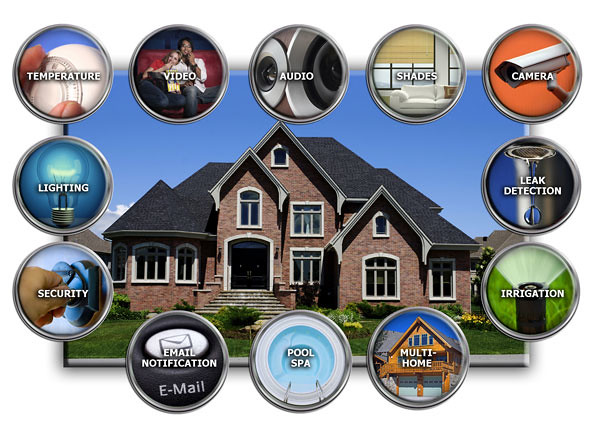 TEMPERATURE
VIDEO
AUDIO
SHADES
CAMERA
LIGHTING
LEAK
DETECTION
SECURITY
IRRIGATION
EMAIL
NOTIFICATION
E-Mail
POOL
SPA
MULTI-
HOME